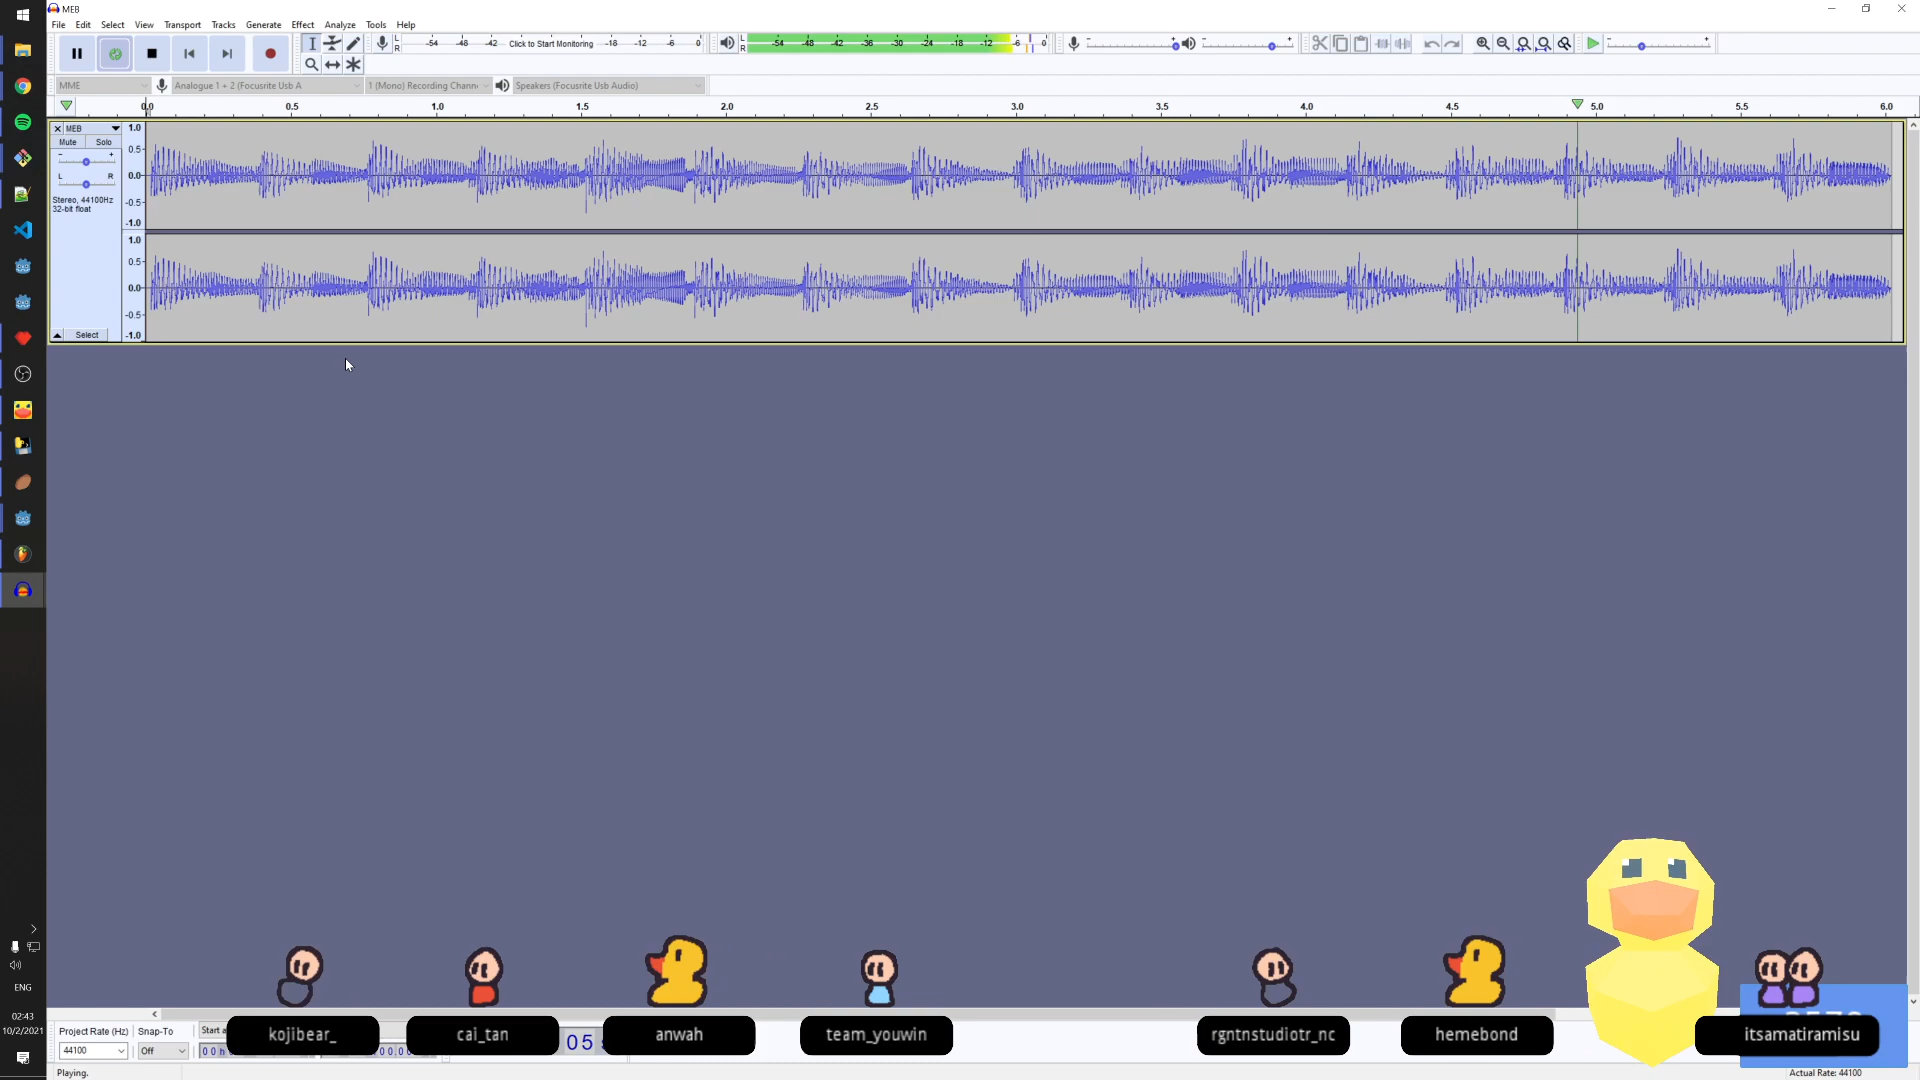 MEB
File Edit Select View Transport Tracks Generate Effect Analyze Tools Help
L R -54 -48 -42 Click to Start Monitoring -18 -12 -6 0
L R -54 -48 -42 -36 -30 -24 -18 -12 -6 0
MME Analogue 1 + 2 (Focusrite Usb A 1 (Mono) Recording Chann Speakers (Focusrite Usb Audio)
0.0 0.5 1.0 1.5 2.0 2.5 3.0 3.5 4.0 4.5 5.0 5.5 6.0
MEB
Mute Solo
- +
L R
Stereo, 44100Hz
32-bit float
Select
1.0
0.5
0.0
-0.5
-1.0
1.0
0.5
0.0
-0.5
-1.0
ENG
02:43
10/2/2021
Project Rate (Hz) Snap-To Start a
44100 Off 05
kojibear_ cai_tan anwah team_youwin rgntnstudiotr_nc hemebond itsamatiramisu
Playing. Actual Rate: 44100